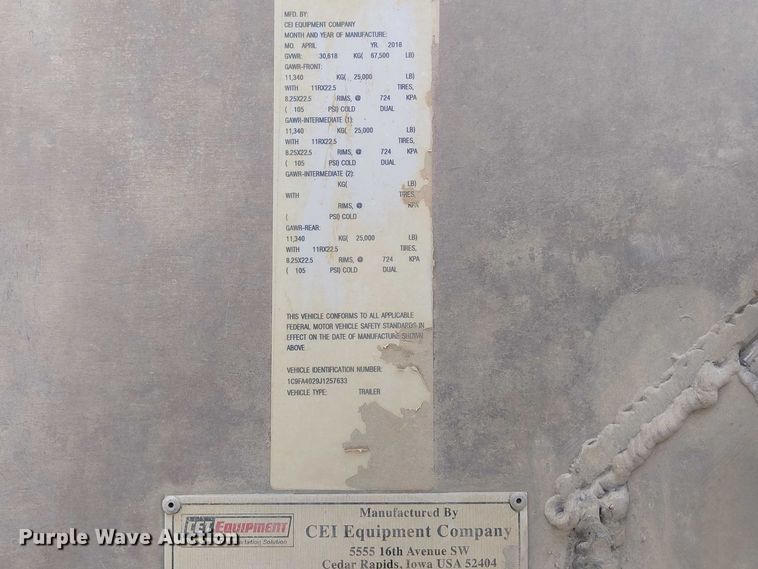 MFD. BY:
CEI EQUIPMENT COMPANY
MONTH AND YEAR OF MANUFACTURE:
MO. APRIL YR. 2018
GVWR: 30,618 KG( 67,500 LB)
GAWR-FRONT:
11,340 KG( 25,000 LB)
WITH 11RX22.5 TIRES,
8.25X22.5 RIMS, @ 724 KPA
( 105 PSI) COLD DUAL
GAWR-INTERMEDIATE (1):
11,340 KG( 25,000 LB)
WITH 11RX22.5 TIRES,
8.25X22.5 RIMS, @ 724 KPA
( 105 PSI) COLD DUAL
GAWR-INTERMEDIATE (2):
KG( LB)
WITH TIRES,
RIMS, @ KPA
( PSI) COLD
GAWR-REAR:
11,340 KG( 25,000 LB)
WITH 11RX22.5 TIRES,
8.25X22.5 RIMS, @ 724 KPA
( 105 PSI) COLD DUAL
THIS VEHICLE CONFORMS TO ALL APPLICABLE
FEDERAL MOTOR VEHICLE SAFETY STANDARDS IN
EFFECT ON THE DATE OF MANUFACTURE SHOWN
ABOVE
VEHICLE IDENTIFICATION NUMBER:
1C9FA4029J1257633
VEHICLE TYPE: TRAILER
CEI EQUIPMENT
Solution
Manufactured By
CEI Equipment Company
5555 16th Avenue SW
Cedar Rapids, Iowa USA 52404
Purple Wave Auction